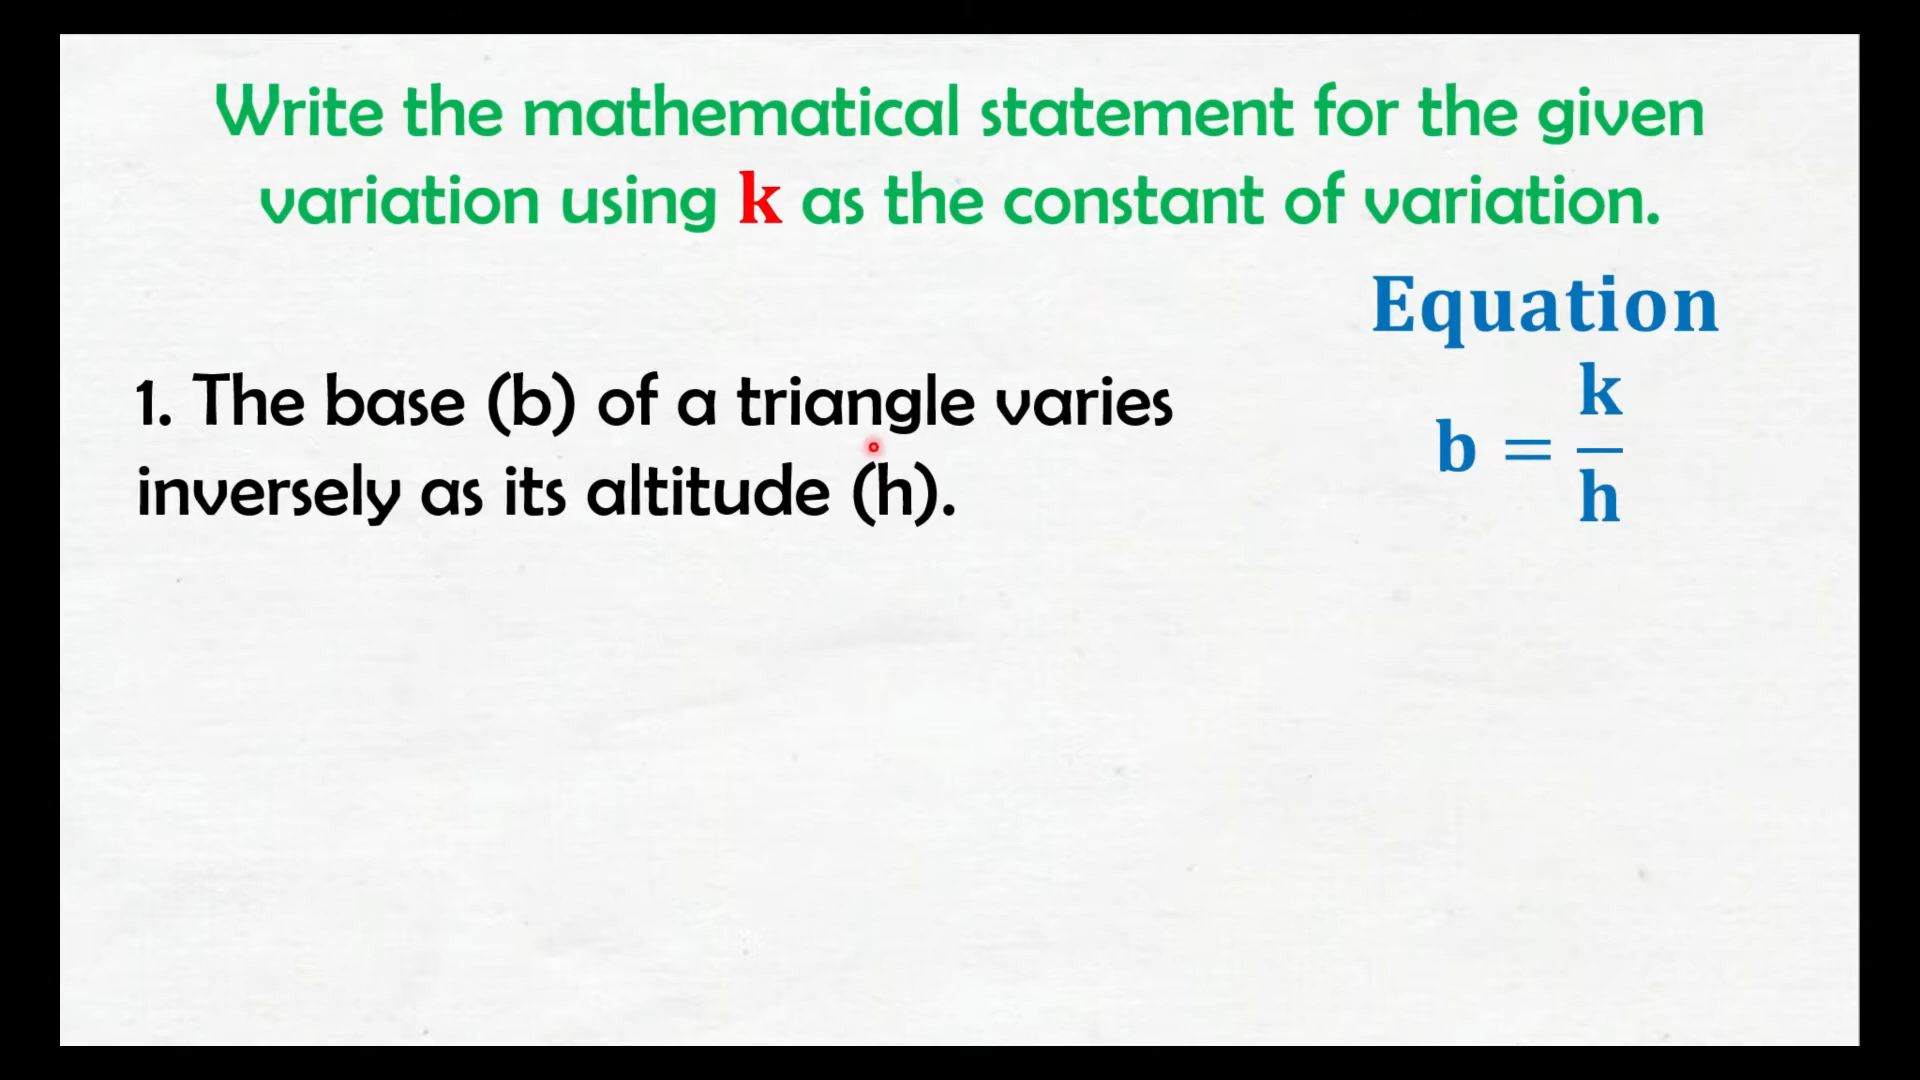 Write the mathematical statement for the given
variation using k as the constant of variation.
Equation
1. The base (b) of a triangle varies
inversely as its altitude (h).
b = k/h